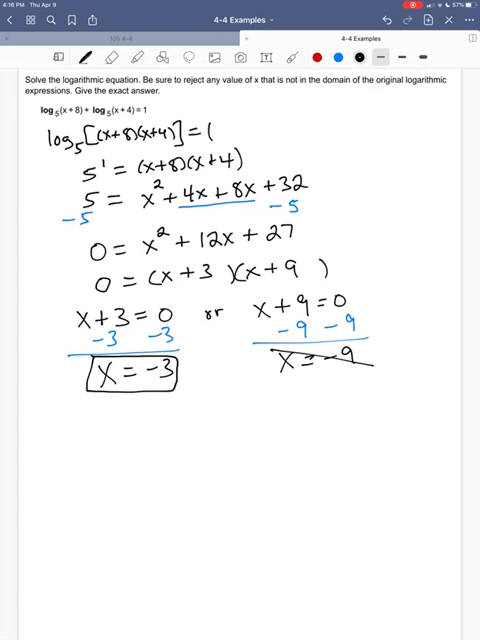 4:16 PM Thu Apr 9
57%
4-4 Examples
105 4-4
4-4 Examples
Solve the logarithmic equation. Be sure to reject any value of x that is not in the domain of the original logarithmic
expressions. Give the exact answer.
log₅(x + 8) + log₅(x + 4) = 1
log₅[(x+8)(x+4)] = 1
5¹ = (x+8)(x+4)
5 = x² + 4x + 8x + 32
-5 -5
0 = x² + 12x + 27
0 = (x + 3)(x + 9)
x + 3 = 0 or x + 9 = 0
-3 -3 -9 -9
x = -3 x = -9